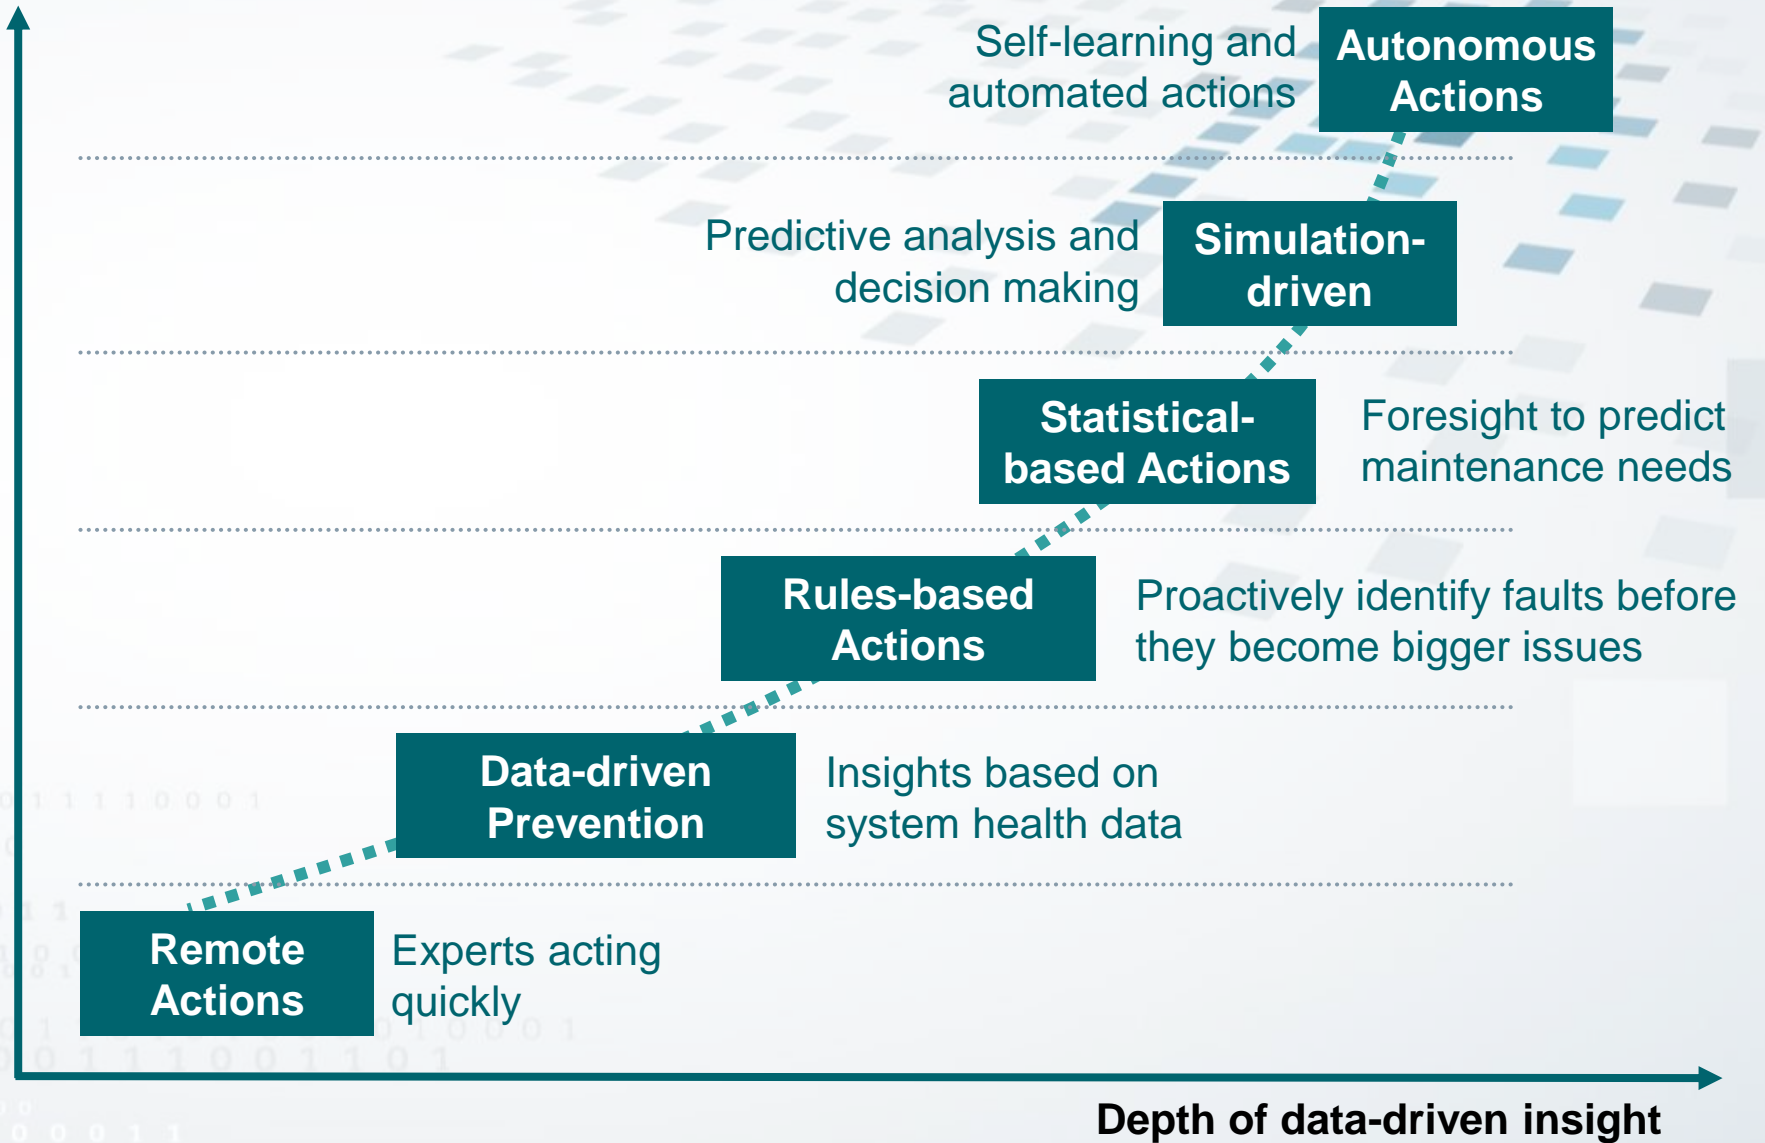 Self-learning and
automated actions
Autonomous
Actions
Predictive analysis and
decision making
Simulation-
driven
Statistical-
based Actions
Foresight to predict
maintenance needs
Rules-based
Actions
Proactively identify faults before
they become bigger issues
Data-driven
Prevention
Insights based on
system health data
Remote
Actions
Experts acting
quickly
Depth of data-driven insight